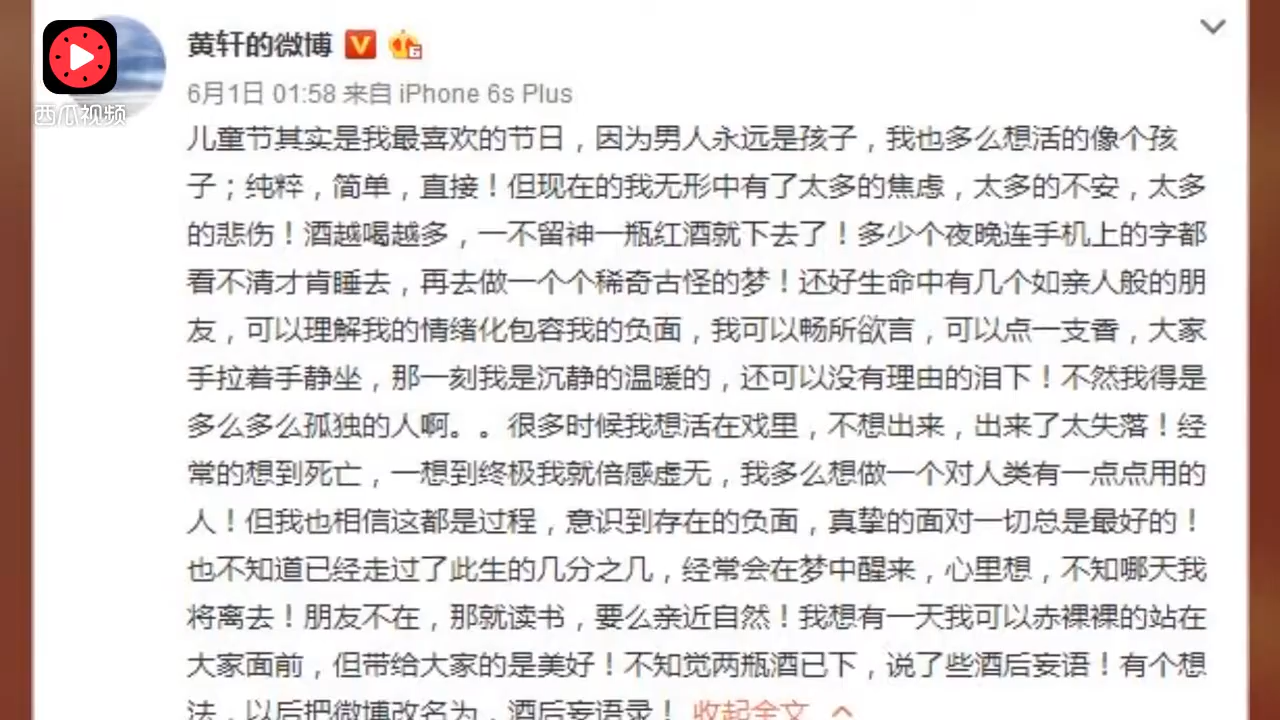 黄轩的微博
西瓜视频
6月1日 01:58 来自 iPhone 6s Plus
儿童节其实是我最喜欢的节日，因为男人永远是孩子，我也多么想活的像个孩
子；纯粹，简单，直接！但现在的我无形中有了太多的焦虑，太多的不安，太多
的悲伤！酒越喝越多，一不留神一瓶红酒就下去了！多少个夜晚连手机上的字都
看不清才肯睡去，再去做一个个稀奇古怪的梦！还好生命中有几个如亲人般的朋
友，可以理解我的情绪化包容我的负面，我可以畅所欲言，可以点一支香，大家
手拉着手静坐，那一刻我是沉静的温暖的，还可以没有理由的泪下！不然我得是
多么多么孤独的人啊。。很多时候我想活在戏里，不想出来，出来了太失落！经
常的想到死亡，一想到终极我就倍感虚无，我多么想做一个对人类有一点点用的
人！但我也相信这都是过程，意识到存在的负面，真挚的面对一切总是最好的！
也不知道已经走过了此生的几分之几，经常会在梦中醒来，心里想，不知哪天我
将离去！朋友不在，那就读书，要么亲近自然！我想有一天我可以赤裸裸的站在
大家面前，但带给大家的是美好！不知觉两瓶酒已下，说了些酒后妄语！有个想
法，以后把微博改名为，酒后妄语录！ 收起全文